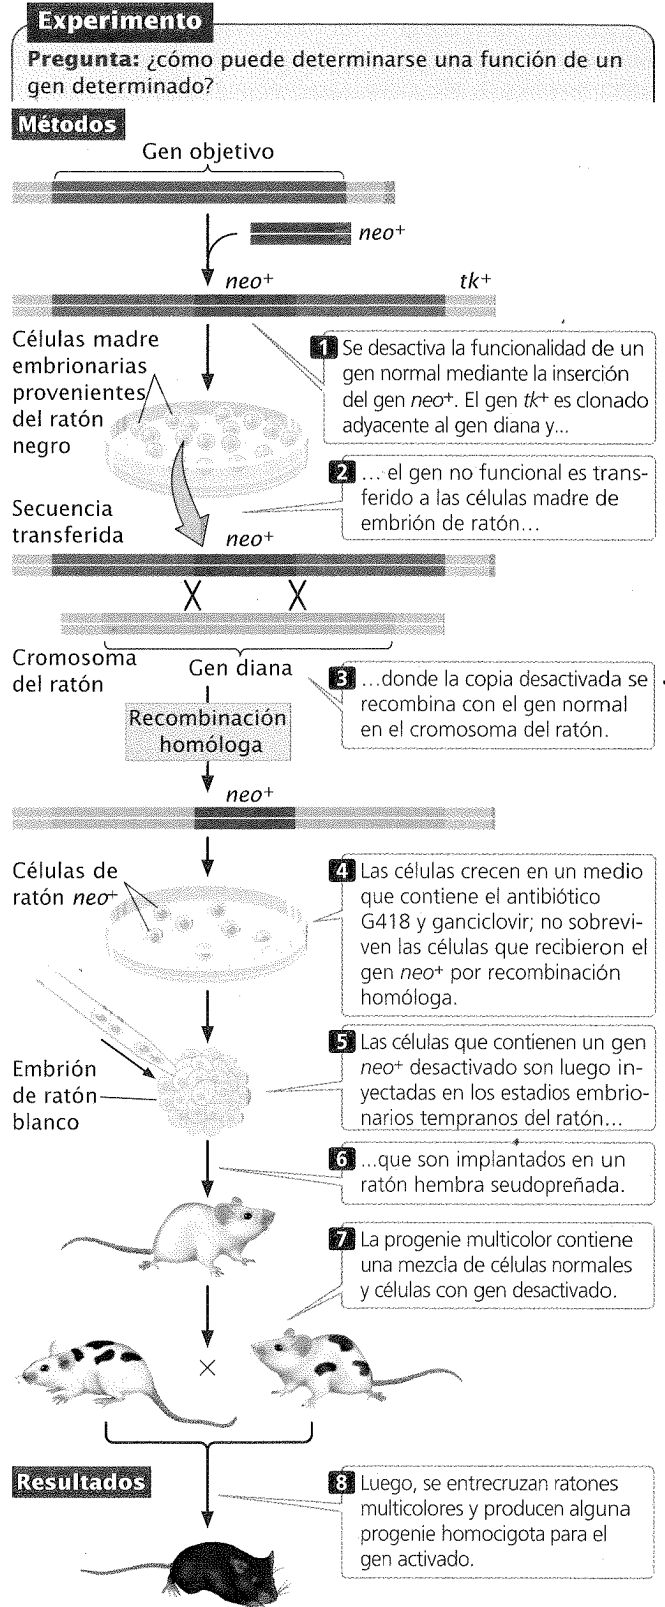 Experimento
Pregunta: ¿cómo puede determinarse una función de un
gen determinado?
Métodos
Gen objetivo
neo+
neo+
tk+
Células madre
embrionarias
provenientes
del ratón
negro
1 Se desactiva la funcionalidad de un
gen normal mediante la inserción
del gen neo+. El gen tk+ es clonado
adyacente al gen diana y...
2 …el gen no funcional es trans-
ferido a las células madre de
embrión de ratón…
Secuencia
transferida
neo+
Cromosoma
del ratón
Gen diana
3 …donde la copia desactivada se
recombina con el gen normal
en el cromosoma del ratón.
Recombinación
homóloga
neo+
Células de
ratón neo+
4 Las células crecen en un medio
que contiene el antibiótico
G418 y ganciclovir; no sobrevi-
ven las células que recibieron el
gen neo+ por recombinación
homóloga.
5 Las células que contienen un gen
neo+ desactivado son luego in-
yectadas en los estadios embrio-
narios tempranos del ratón…
Embrión
de ratón
blanco
6 ...que son implantados en un
ratón hembra seudopreñada.
7 La progenie multicolor contiene
una mezcla de células normales
y células con gen desactivado.
×
Resultados
8 Luego, se entrecruzan ratones
multicolores y producen alguna
progenie homocigota para el
gen activado.